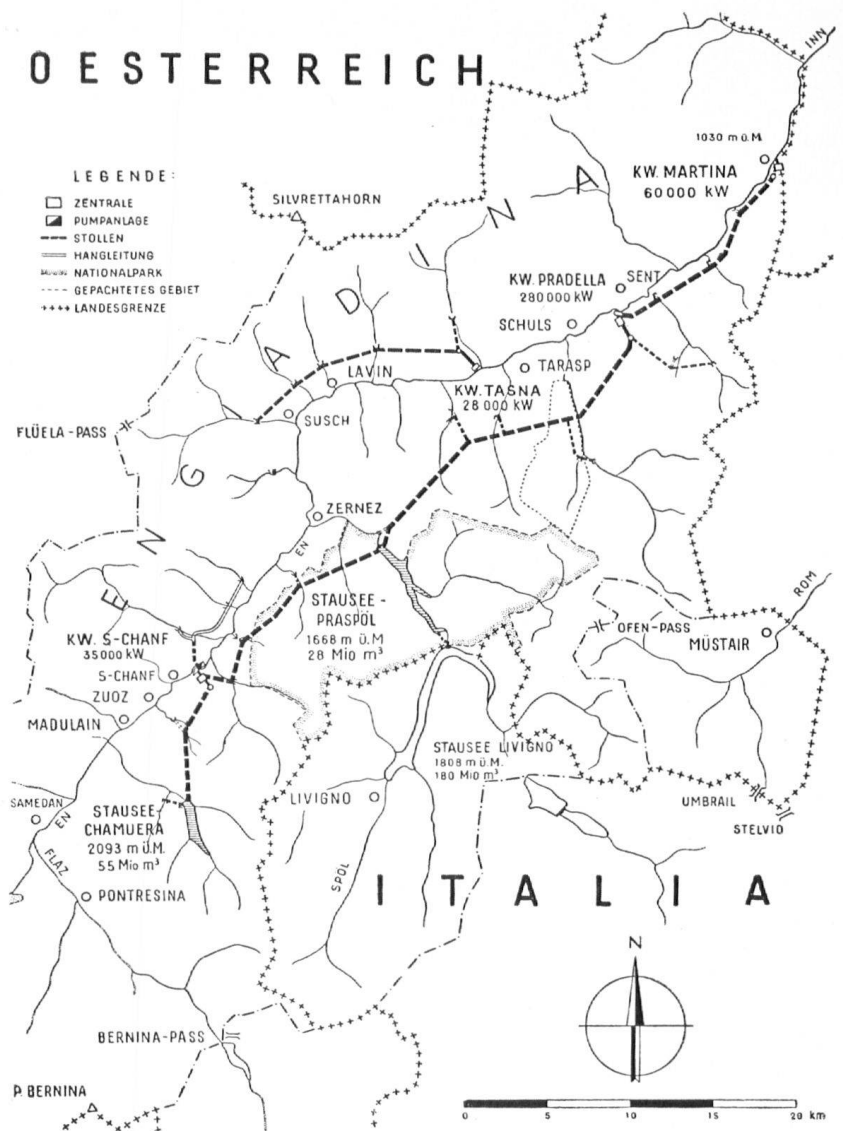 OESTERREICH
INN
1030 m ü.M.
KW. MARTINA
60000 kW
LEGENDE:
ZENTRALE
PUMPANLAGE
STOLLEN
HANGLEITUNG
NATIONALPARK
GEPACHTETES GEBIET
LANDESGRENZE
SILVRETTAHORN
ENGIADINA
KW. PRADELLA
280000 kW
SENT
SCHULS
LAVIN
TARASP
KW. TASNA
28000 kW
SUSCH
FLÜELA-PASS
ZERNEZ
EN
STAUSEE-
PRASPÖL
1668 m ü.M
28 Mio m³
KW. S-CHANF
35000 kW
S-CHANF
ZUOZ
MADULAIN
OFEN-PASS
MÜSTAIR
ROM
STAUSEE LIVIGNO
1808 m ü.M.
180 Mio m³
LIVIGNO
SPÖL
UMBRAIL
STELVIO
SAMEDAN
EN
STAUSEE-
CHAMUERA
2093 m ü.M.
55 Mio m³
FLAZ
PONTRESINA
ITALIA
N
BERNINA-PASS
P. BERNINA
0 5 10 15 20 km